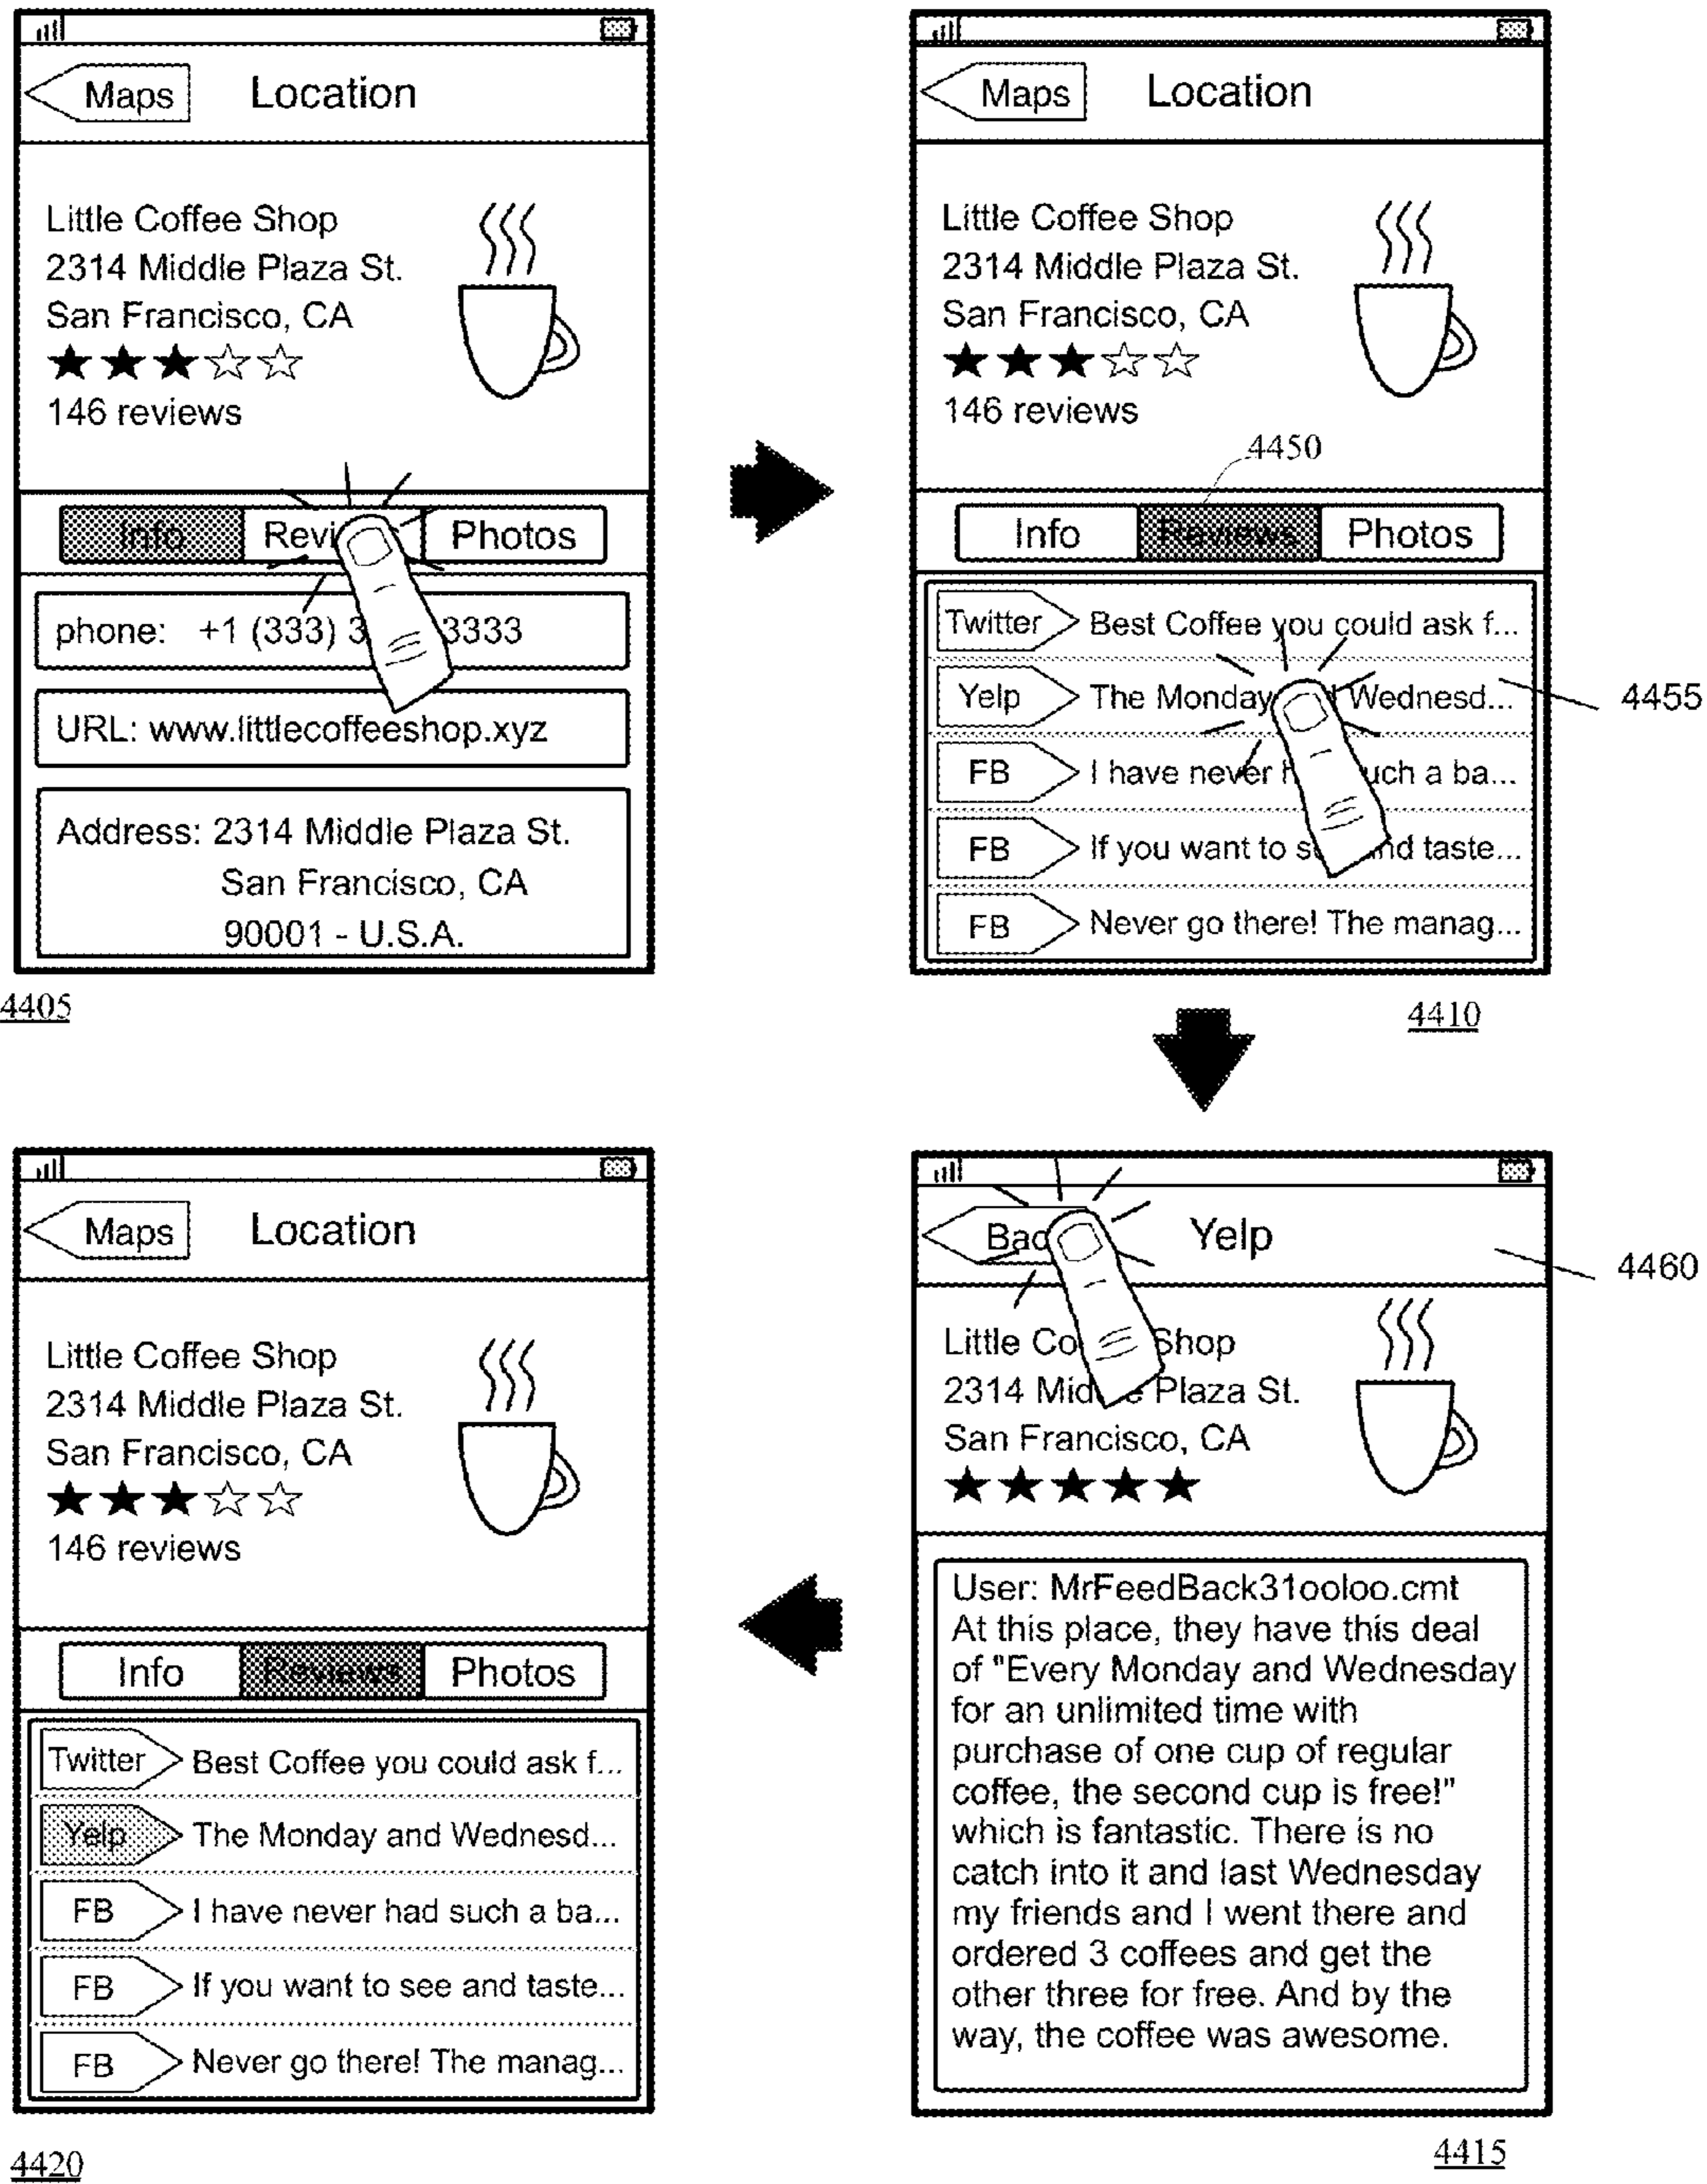 Maps Location
Little Coffee Shop
2314 Middle Plaza St.
San Francisco, CA
146 reviews
Info Revi Photos
phone: +1 (333) 3 3333
URL: www.littlecoffeeshop.xyz
Address: 2314 Middle Plaza St.
San Francisco, CA
90001 - U.S.A.
4405
Maps Location
Little Coffee Shop
2314 Middle Plaza St.
San Francisco, CA
146 reviews
4450
Info Reviews Photos
Twitter Best Coffee you could ask f...
Yelp The Monday Wednesd...
4455
FB I have never uch a ba...
FB If you want to s nd taste...
FB Never go there! The manag...
4410
Bac Yelp
4460
Little Co Shop
2314 Mid e Plaza St.
San Francisco, CA
User: MrFeedBack31ooloo.cmt
At this place, they have this deal
of "Every Monday and Wednesday
for an unlimited time with
purchase of one cup of regular
coffee, the second cup is free!"
which is fantastic. There is no
catch into it and last Wednesday
my friends and I went there and
ordered 3 coffees and get the
other three for free. And by the
way, the coffee was awesome.
4415
Maps Location
Little Coffee Shop
2314 Middle Plaza St.
San Francisco, CA
146 reviews
Info Reviews Photos
Twitter Best Coffee you could ask f...
Yelp The Monday and Wednesd...
FB I have never had such a ba...
FB If you want to see and taste...
FB Never go there! The manag...
4420